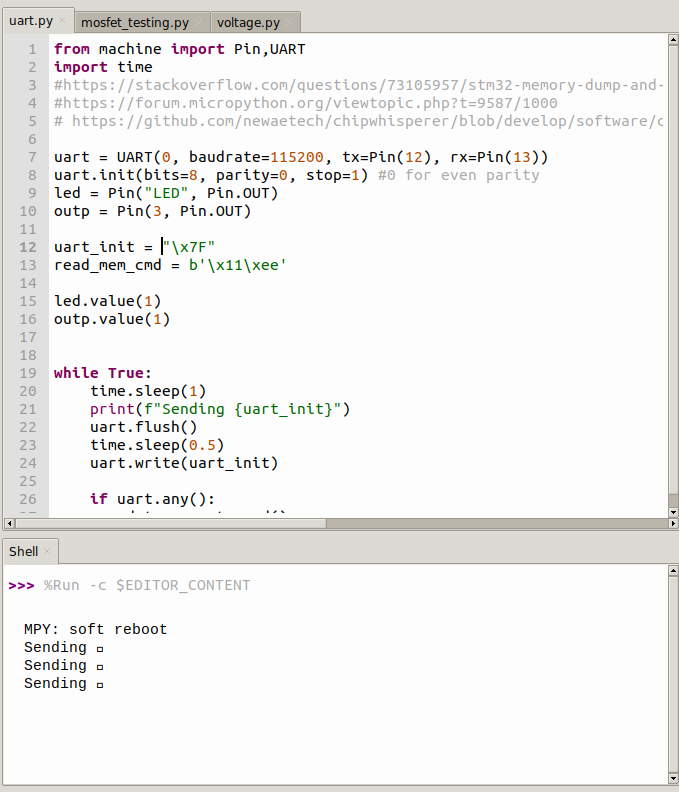 uart.py mosfet_testing.py voltage.py
1 from machine import Pin,UART
2 import time
3 #https://stackoverflow.com/questions/73105957/stm32-memory-dump-and-
4 #https://forum.micropython.org/viewtopic.php?t=9587/1000
5 # https://github.com/newaetech/chipwhisperer/blob/develop/software/c
6
7 uart = UART(0, baudrate=115200, tx=Pin(12), rx=Pin(13))
8 uart.init(bits=8, parity=0, stop=1) #0 for even parity
9 led = Pin("LED", Pin.OUT)
10 outp = Pin(3, Pin.OUT)
11
12 uart_init = "\x7F"
13 read_mem_cmd = b'\x11\xee'
14
15 led.value(1)
16 outp.value(1)
17
18
19 while True:
20     time.sleep(1)
21     print(f"Sending {uart_init}")
22     uart.flush()
23     time.sleep(0.5)
24     uart.write(uart_init)
25
26     if uart.any():
Shell
>>> %Run -c $EDITOR_CONTENT
MPY: soft reboot
Sending
Sending
Sending